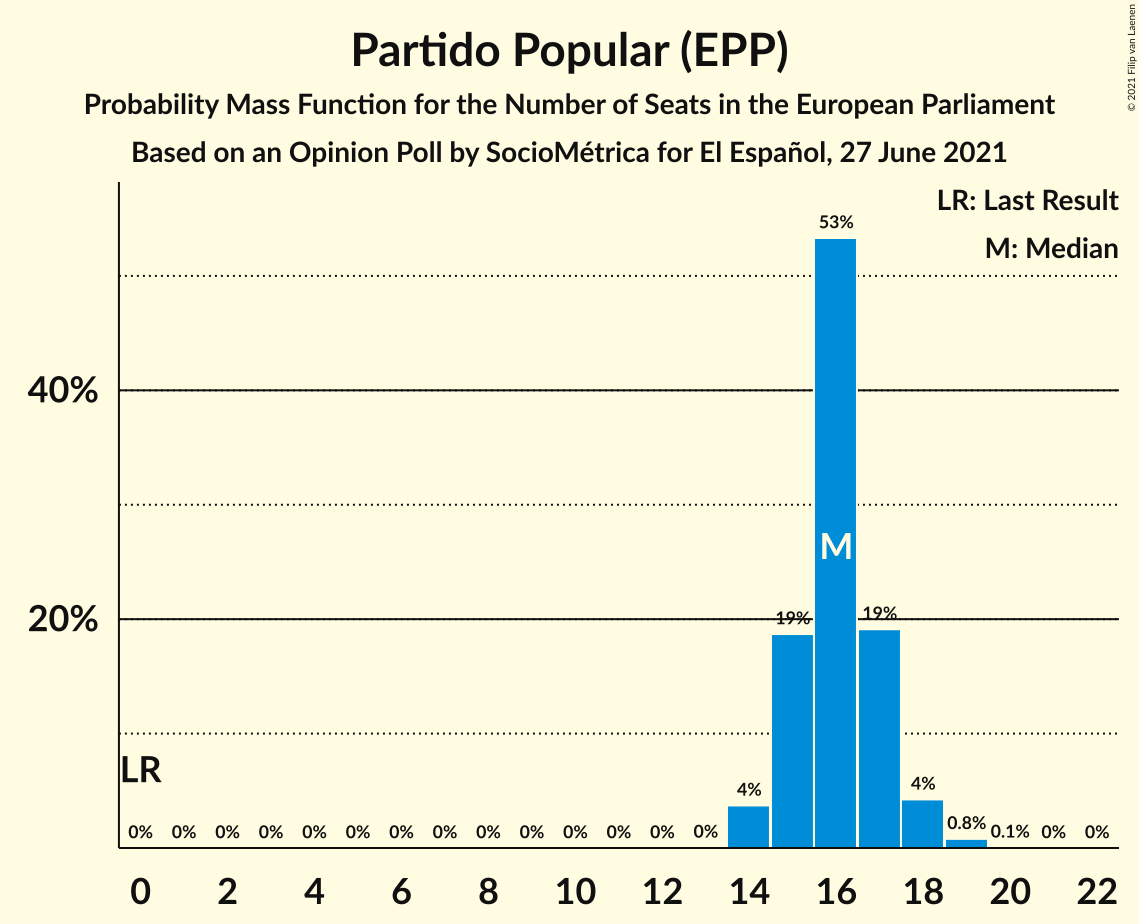 Partido Popular (EPP)
Probability Mass Function for the Number of Seats in the European Parliament
Based on an Opinion Poll by SocioMétrica for El Español, 27 June 2021
© 2021 Filip van Laenen
LR: Last Result
M: Median
53%
40%
M
20%
19% 19%
LR
4% 4%
0% 0% 0% 0% 0% 0% 0% 0% 0% 0% 0% 0% 0% 0% 0.8% 0.1% 0% 0%
0 2 4 6 8 10 12 14 16 18 20 22